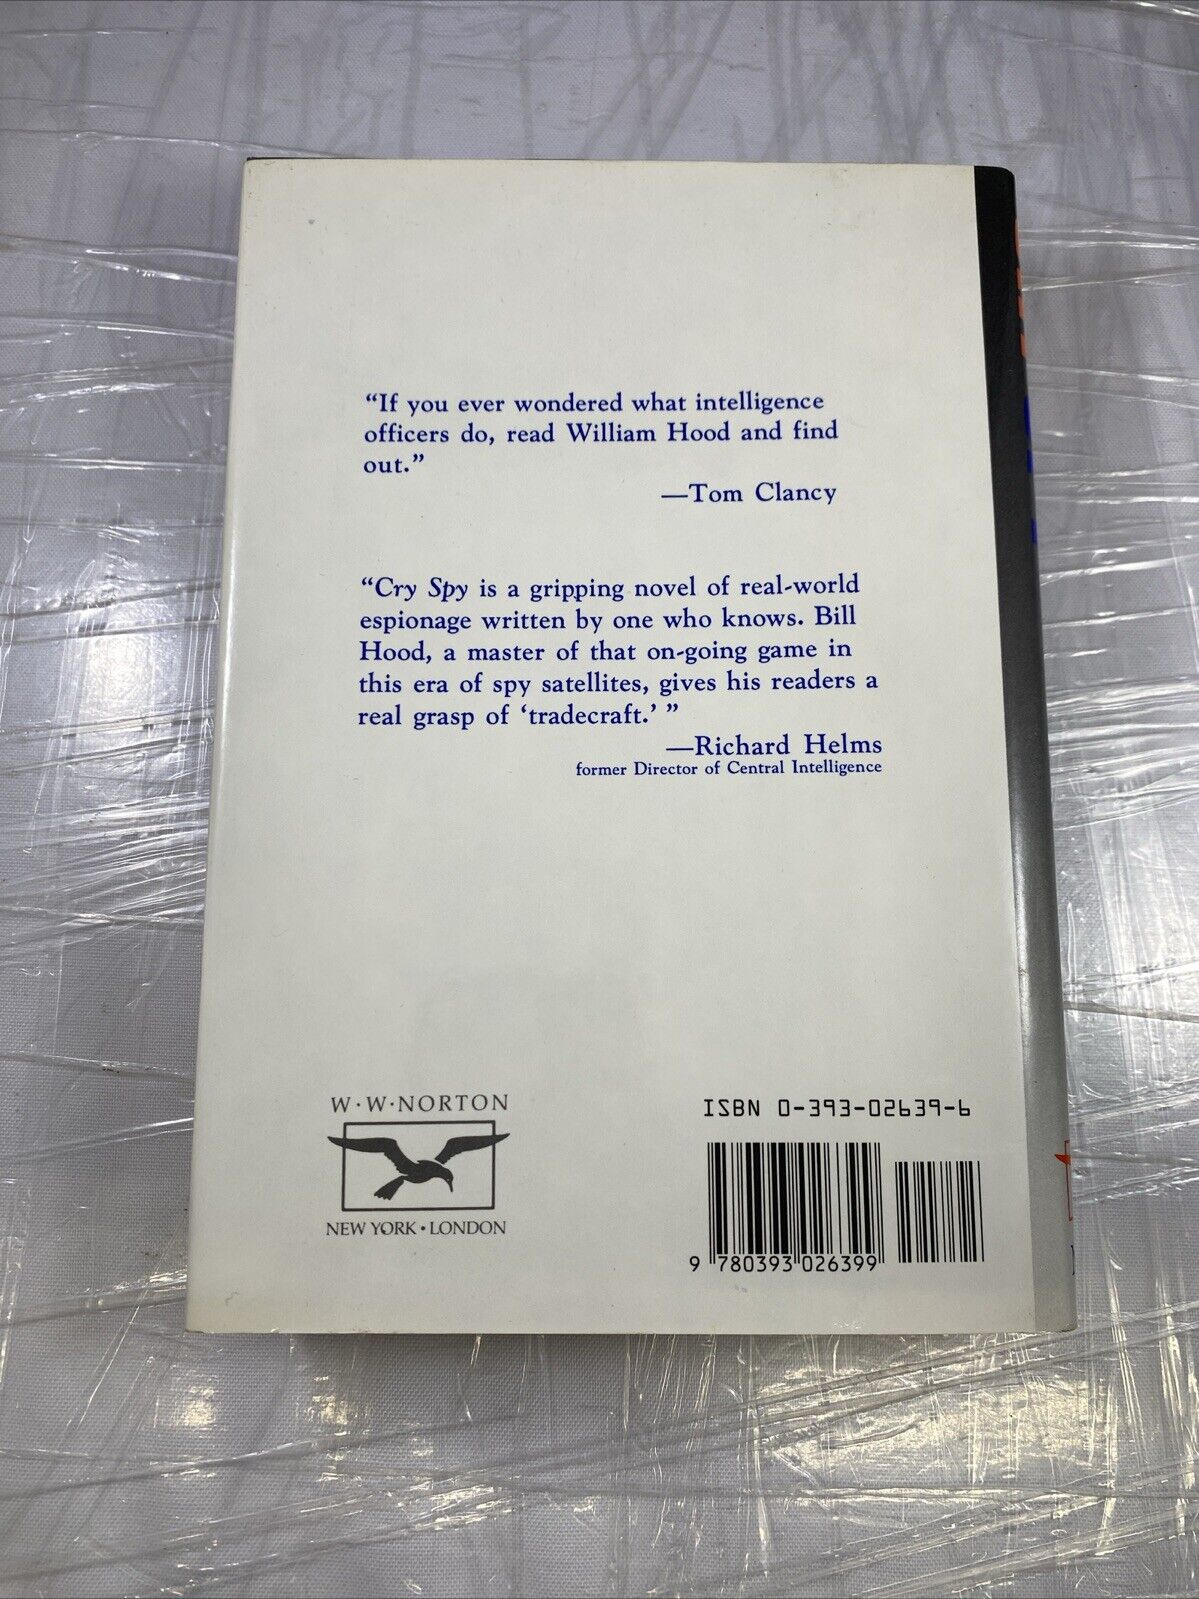 “If you ever wondered what intelligence
officers do, read William Hood and find
out.”
—Tom Clancy
“Cry Spy is a gripping novel of real-world
espionage written by one who knows. Bill
Hood, a master of that on-going game in
this era of spy satellites, gives his readers a
real grasp of ‘tradecraft.’ ”
—Richard Helms
former Director of Central Intelligence
W·W·NORTON
NEW YORK • LONDON
ISBN 0-393-02639-6
9 780393 026399